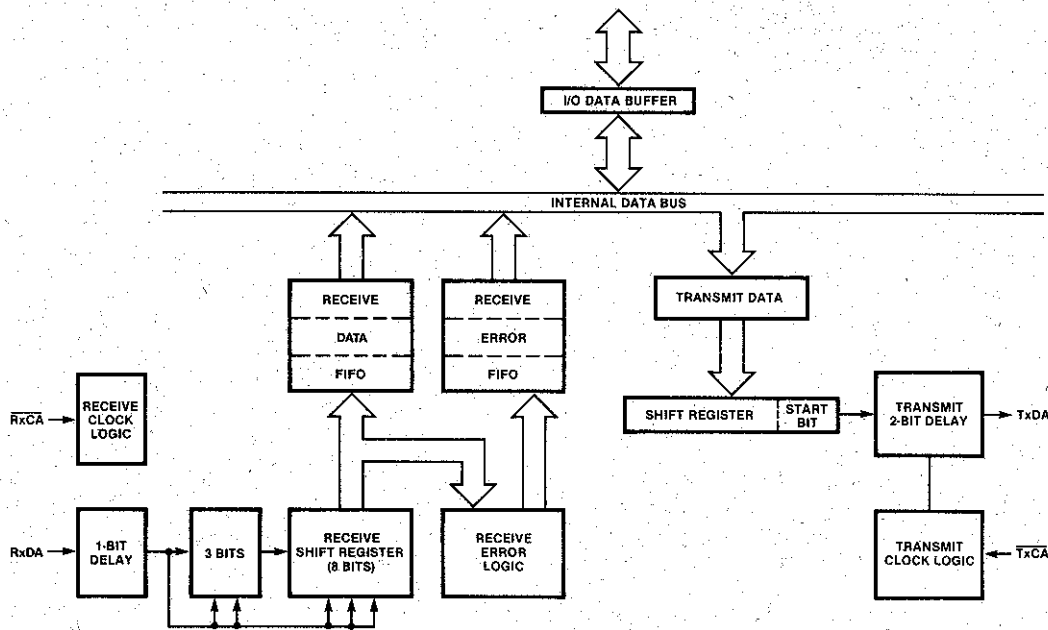 I/O DATA BUFFER
INTERNAL DATA BUS
RECEIVE
DATA
FIFO
RECEIVE
ERROR
FIFO
TRANSMIT DATA
RxCA
RECEIVE
CLOCK
LOGIC
SHIFT REGISTER
START
BIT
TRANSMIT
2-BIT DELAY
TxDA
RxDA
1-BIT
DELAY
3 BITS
RECEIVE
SHIFT REGISTER
(8 BITS)
RECEIVE
ERROR
LOGIC
TRANSMIT
CLOCK LOGIC
TxCA